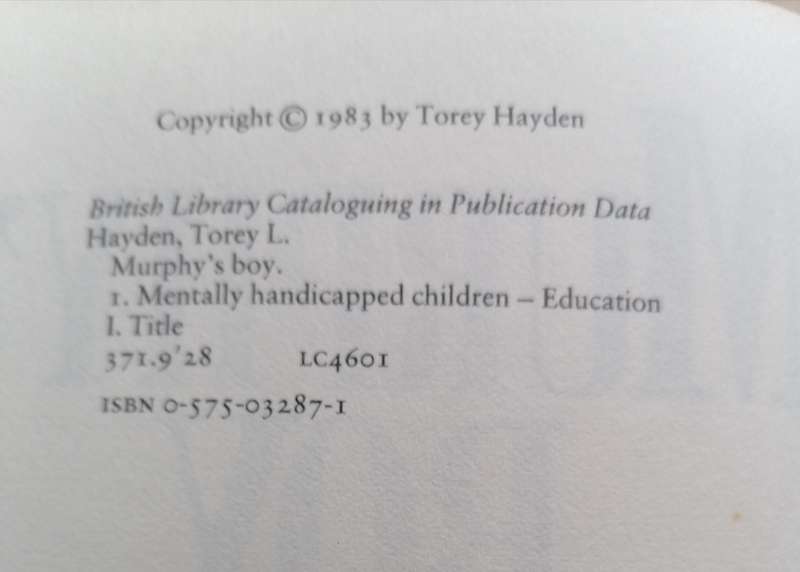 Copyright © 1983 by Torey Hayden
British Library Cataloguing in Publication Data
Hayden, Torey L.
Murphy's boy.
1. Mentally handicapped children – Education
I. Title
371.9'28 LC4601
ISBN 0-575-03287-1